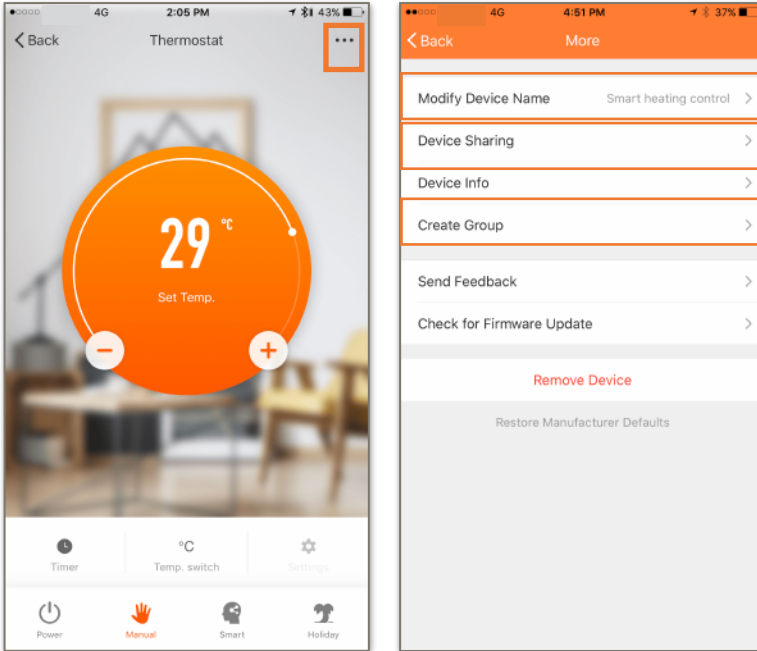 4G 2:05 PM 43%
Back Thermostat
29 °C
Set Temp.
°C
Timer Temp. switch Settings
Power Manual Smart Holiday
4G 4:51 PM 37%
Back More
Modify Device Name Smart heating control
Device Sharing
Device Info
Create Group
Send Feedback
Check for Firmware Update
Remove Device
Restore Manufacturer Defaults